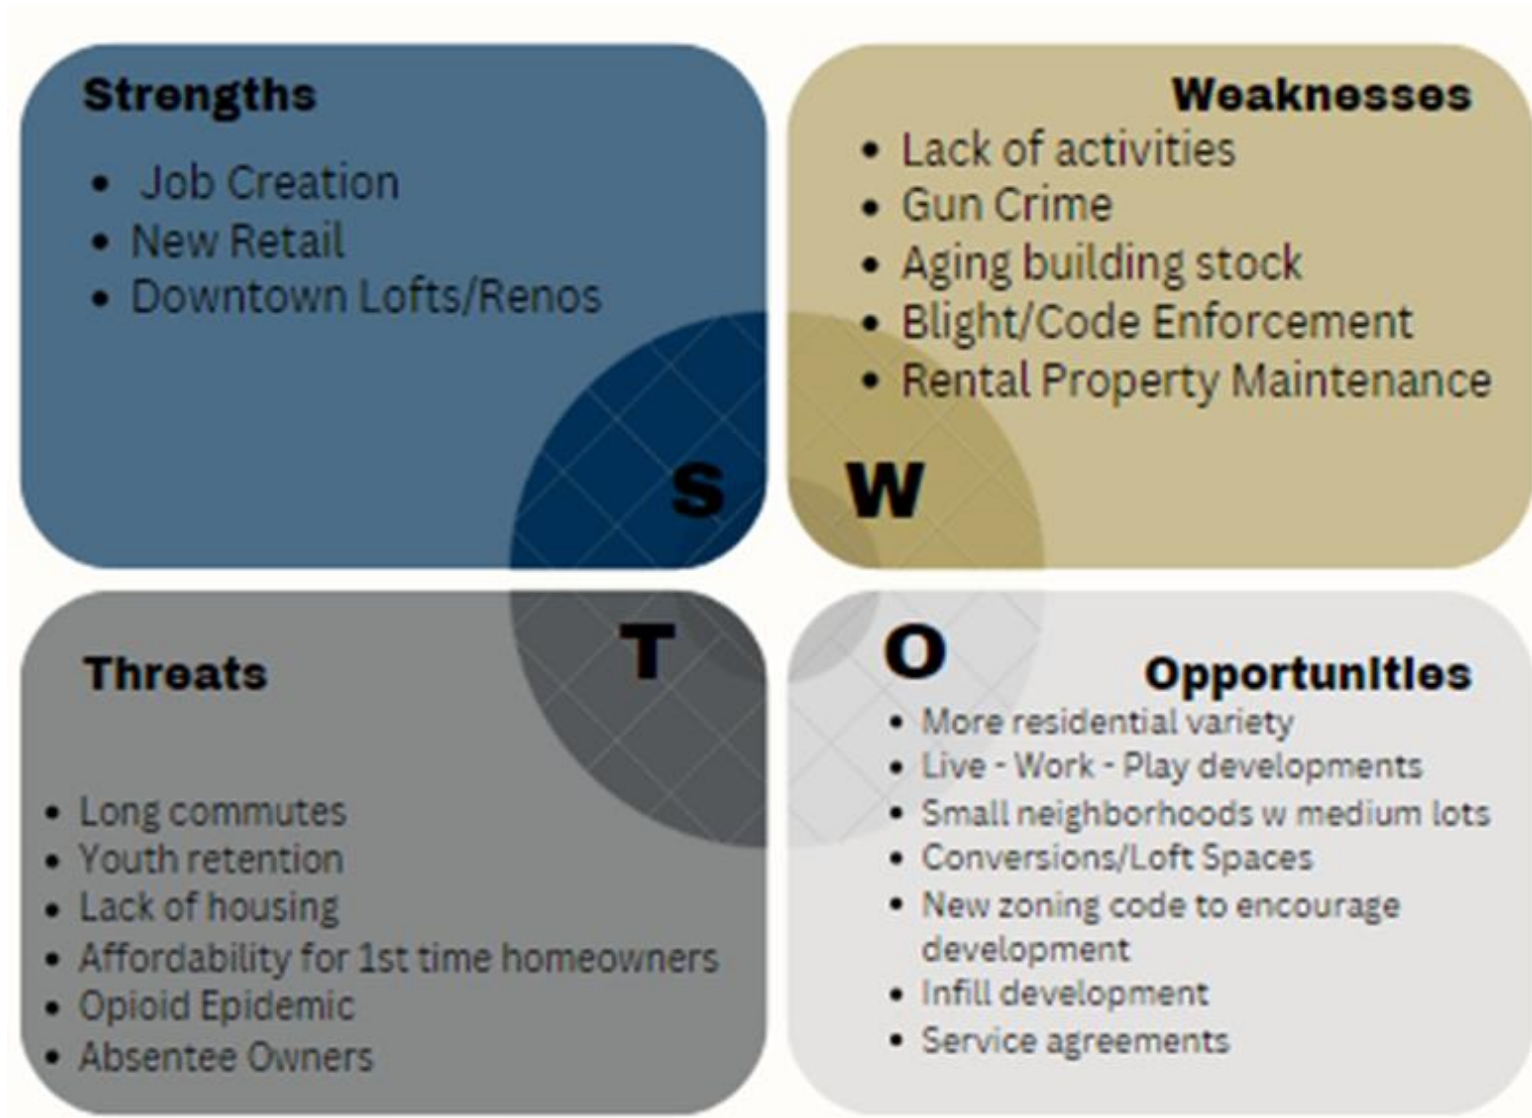 Strengths
• Job Creation
• New Retail
• Downtown Lofts/Renos
S
Weaknesses
• Lack of activities
• Gun Crime
• Aging building stock
• Blight/Code Enforcement
• Rental Property Maintenance
W
T
Threats
• Long commutes
• Youth retention
• Lack of housing
• Affordability for 1st time homeowners
• Opioid Epidemic
• Absentee Owners
O
Opportunities
• More residential variety
• Live - Work - Play developments
• Small neighborhoods w medium lots
• Conversions/Loft Spaces
• New zoning code to encourage
development
• Infill development
• Service agreements